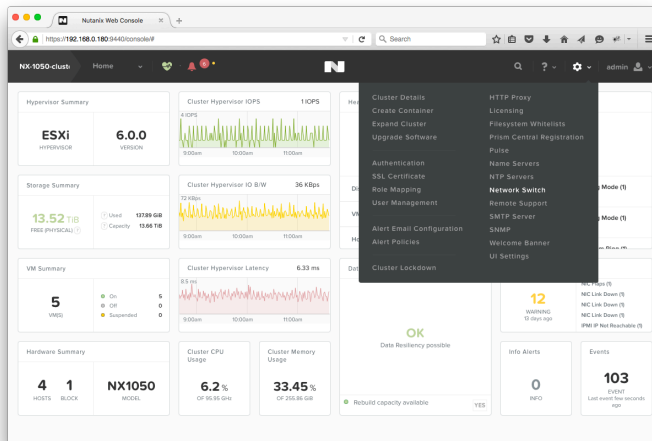 Nutanix Web Console
https://192.168.0.180:9440/console/#
Search
NX-1050-cluste
Home
6
N
?
admin
Hypervisor Summary
ESXi
HYPERVISOR
6.0.0
VERSION
Cluster Hypervisor IOPS
1 IOPS
4 IOPS
9:00am 10:00am 11:00am
Storage Summary
13.52 TiB
FREE (PHYSICAL)
Used 137.89 GiB
Capacity 13.66 TiB
Cluster Hypervisor IO B/W
36 KBps
72 KBps
9:00am 10:00am 11:00am
VM Summary
5
VM(S)
On 5
Off 0
Suspended 0
Cluster Hypervisor Latency
6.33 ms
8.5 ms
9:00am 10:00am 11:00am
Hardware Summary
4
HOSTS
1
BLOCK
NX1050
MODEL
Cluster CPU
Usage
6.2 %
OF 95.95 GHz
Cluster Memory
Usage
33.45 %
OF 255.86 GiB
Cluster Details
Create Container
Expand Cluster
Upgrade Software
Authentication
SSL Certificate
Role Mapping
User Management
Alert Email Configuration
Alert Policies
Cluster Lockdown
HTTP Proxy
Licensing
Filesystem Whitelists
Prism Central Registration
Pulse
Name Servers
NTP Servers
Network Switch
Remote Support
SMTP Server
SNMP
Welcome Banner
UI Settings
OK
Data Resiliency possible
Rebuild capacity available
YES
Mode (1)
Mode (1)
12
WARNING
13 days ago
NIC Flaps (1)
NIC Link Down (1)
NIC Link Down (1)
NIC Link Down (1)
IPMI IP Not Reachable (1)
Info Alerts
0
INFO
Events
103
EVENT
Last event few seconds
ago